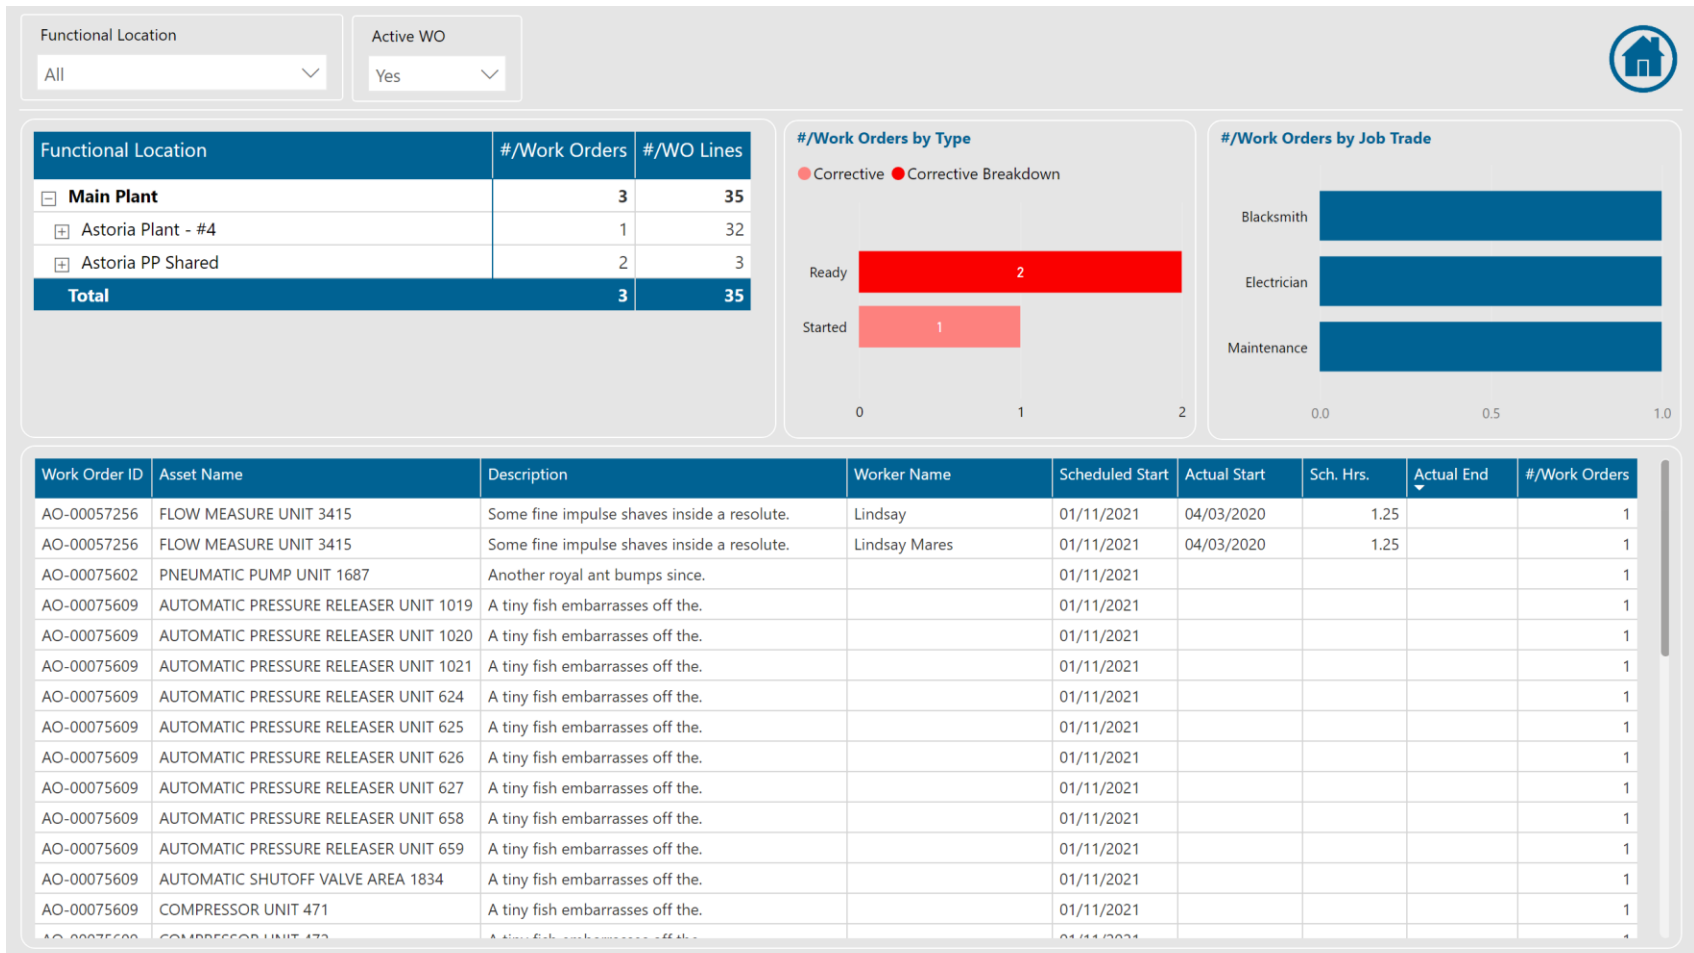 Functional Location
Active WO
All
Yes
Functional Location #/Work Orders #/WO Lines
Main Plant 3 35
Astoria Plant - #4 1 32
Astoria PP Shared 2 3
Total 3 35
#/Work Orders by Type
Corrective Corrective Breakdown
Ready 2
Started 1
0 1 2
#/Work Orders by Job Trade
Blacksmith
Electrician
Maintenance
0.0 0.5 1.0
Work Order ID Asset Name Description Worker Name Scheduled Start Actual Start Sch. Hrs. Actual End #/Work Orders
AO-00057256 FLOW MEASURE UNIT 3415 Some fine impulse shaves inside a resolute. Lindsay 01/11/2021 04/03/2020 1.25 1
AO-00057256 FLOW MEASURE UNIT 3415 Some fine impulse shaves inside a resolute. Lindsay Mares 01/11/2021 04/03/2020 1.25 1
AO-00075602 PNEUMATIC PUMP UNIT 1687 Another royal ant bumps since. 01/11/2021 1
AO-00075609 AUTOMATIC PRESSURE RELEASER UNIT 1019 A tiny fish embarrasses off the. 01/11/2021 1
AO-00075609 AUTOMATIC PRESSURE RELEASER UNIT 1020 A tiny fish embarrasses off the. 01/11/2021 1
AO-00075609 AUTOMATIC PRESSURE RELEASER UNIT 1021 A tiny fish embarrasses off the. 01/11/2021 1
AO-00075609 AUTOMATIC PRESSURE RELEASER UNIT 624 A tiny fish embarrasses off the. 01/11/2021 1
AO-00075609 AUTOMATIC PRESSURE RELEASER UNIT 625 A tiny fish embarrasses off the. 01/11/2021 1
AO-00075609 AUTOMATIC PRESSURE RELEASER UNIT 626 A tiny fish embarrasses off the. 01/11/2021 1
AO-00075609 AUTOMATIC PRESSURE RELEASER UNIT 627 A tiny fish embarrasses off the. 01/11/2021 1
AO-00075609 AUTOMATIC PRESSURE RELEASER UNIT 658 A tiny fish embarrasses off the. 01/11/2021 1
AO-00075609 AUTOMATIC PRESSURE RELEASER UNIT 659 A tiny fish embarrasses off the. 01/11/2021 1
AO-00075609 AUTOMATIC SHUTOFF VALVE AREA 1834 A tiny fish embarrasses off the. 01/11/2021 1
AO-00075609 COMPRESSOR UNIT 471 A tiny fish embarrasses off the. 01/11/2021 1